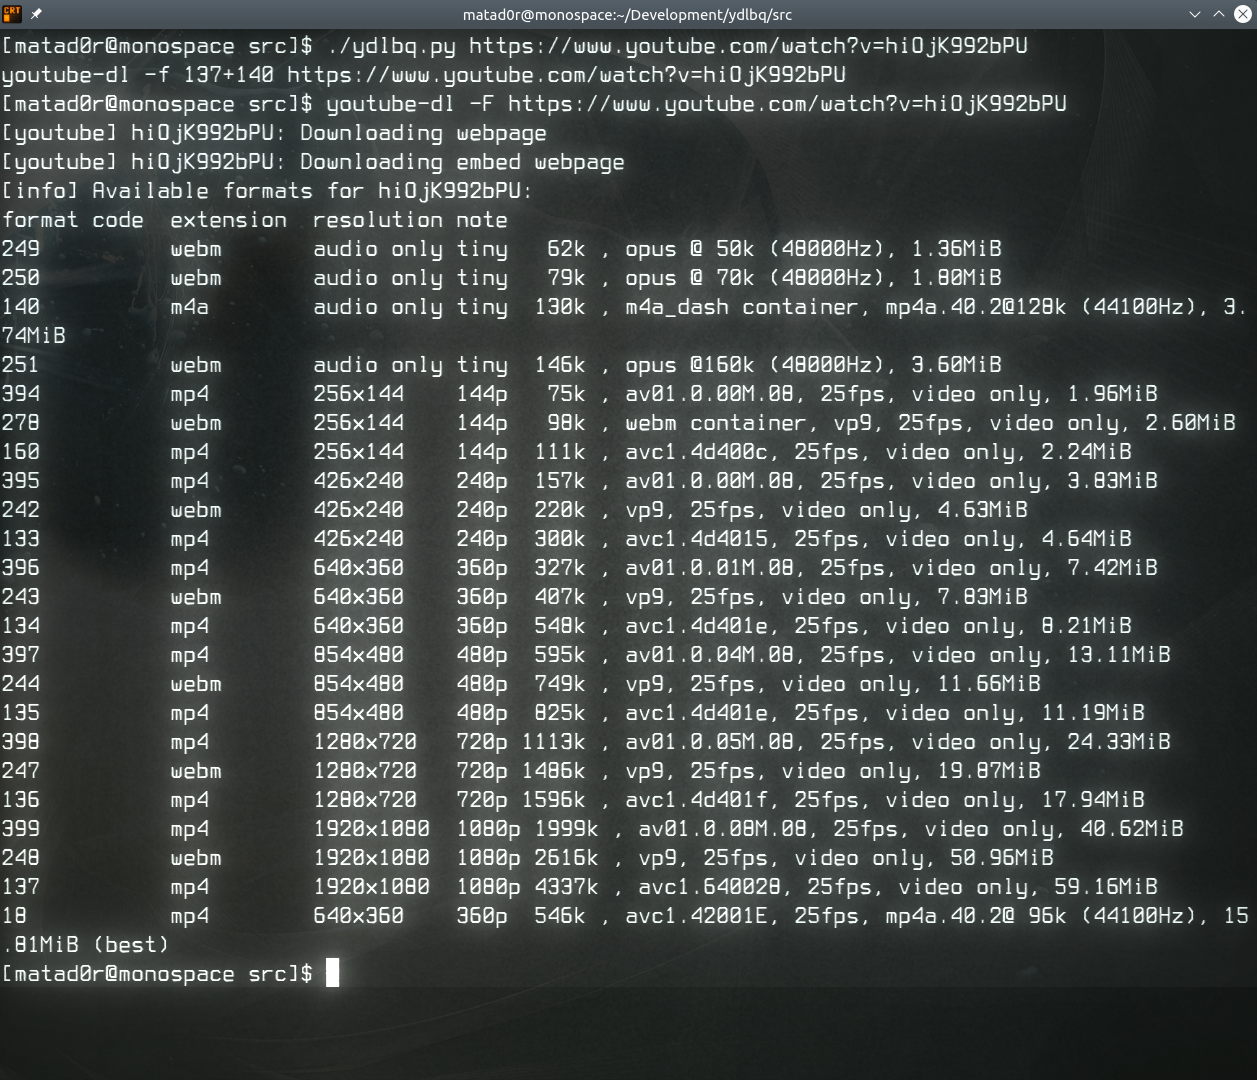 CRT
matad0r@monospace:~/Development/ydlbq/src
[matad0r@monospace src]$ ./ydlbq.py https://www.youtube.com/watch?v=hiOjK992bPU
youtube-dl -f 137+140 https://www.youtube.com/watch?v=hiOjK992bPU
[matad0r@monospace src]$ youtube-dl -F https://www.youtube.com/watch?v=hiOjK992bPU
[youtube] hiOjK992bPU: Downloading webpage
[youtube] hiOjK992bPU: Downloading embed webpage
[info] Available formats for hiOjK992bPU:
format code  extension  resolution note
249          webm       audio only tiny   62k , opus @ 50k (48000Hz), 1.36MiB
250          webm       audio only tiny   79k , opus @ 70k (48000Hz), 1.80MiB
140          m4a        audio only tiny  130k , m4a_dash container, mp4a.40.2@128k (44100Hz), 3.
74MiB
251          webm       audio only tiny  146k , opus @160k (48000Hz), 3.60MiB
394          mp4        256x144    144p   75k , av01.0.00M.08, 25fps, video only, 1.96MiB
278          webm       256x144    144p   98k , webm container, vp9, 25fps, video only, 2.60MiB
160          mp4        256x144    144p  111k , avc1.4d400c, 25fps, video only, 2.24MiB
395          mp4        426x240    240p  157k , av01.0.00M.08, 25fps, video only, 3.83MiB
242          webm       426x240    240p  220k , vp9, 25fps, video only, 4.63MiB
133          mp4        426x240    240p  300k , avc1.4d4015, 25fps, video only, 4.64MiB
396          mp4        640x360    360p  327k , av01.0.01M.08, 25fps, video only, 7.42MiB
243          webm       640x360    360p  407k , vp9, 25fps, video only, 7.83MiB
134          mp4        640x360    360p  548k , avc1.4d401e, 25fps, video only, 8.21MiB
397          mp4        854x480    480p  595k , av01.0.04M.08, 25fps, video only, 13.11MiB
244          webm       854x480    480p  749k , vp9, 25fps, video only, 11.66MiB
135          mp4        854x480    480p  825k , avc1.4d401e, 25fps, video only, 11.19MiB
398          mp4        1280x720   720p 1113k , av01.0.05M.08, 25fps, video only, 24.33MiB
247          webm       1280x720   720p 1486k , vp9, 25fps, video only, 19.87MiB
136          mp4        1280x720   720p 1596k , avc1.4d401f, 25fps, video only, 17.94MiB
399          mp4        1920x1080  1080p 1999k , av01.0.08M.08, 25fps, video only, 40.62MiB
248          webm       1920x1080  1080p 2616k , vp9, 25fps, video only, 50.96MiB
137          mp4        1920x1080  1080p 4337k , avc1.640028, 25fps, video only, 59.16MiB
18           mp4        640x360    360p  546k , avc1.42001E, 25fps, mp4a.40.2@ 96k (44100Hz), 15
.81MiB (best)
[matad0r@monospace src]$